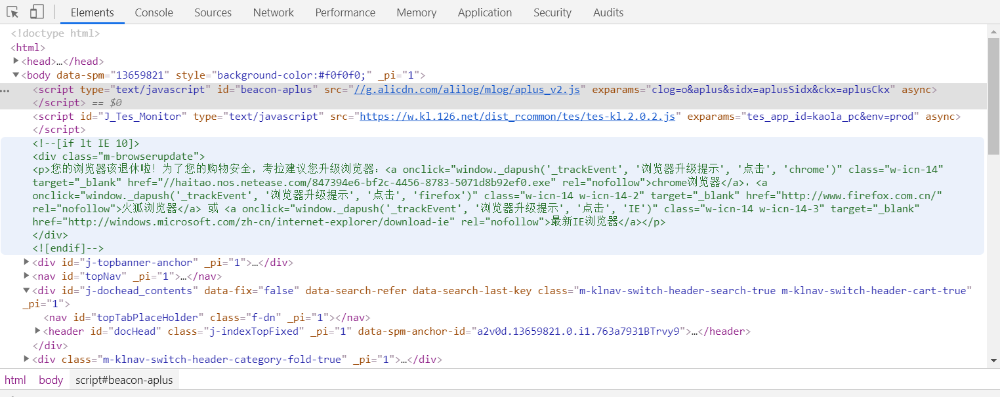 Elements Console Sources Network Performance Memory Application Security Audits
<!doctype html>
<html>
<head>…</head>
<body data-spm="13659821" style="background-color:#f0f0f0;" _pi="1">
<script type="text/javascript" id="beacon-aplus" src="//g.alicdn.com/alilog/mlog/aplus_v2.js" exparams="clog=o&aplus&sidx=aplusSidx&ckx=aplusCkx" async>
</script> == $0
<script id="J_Tes_Monitor" type="text/javascript" src="https://w.kl.126.net/dist_rcommon/tes/tes-kl.2.0.2.js" exparams="tes_app_id=kaola_pc&env=prod" async>
</script>
<!--[if lt IE 10]>
<div class="m-browserupdate">
<p>您的浏览器该退休啦！为了您的购物安全，考拉建议您升级浏览器：<a onclick="window._dapush('_trackEvent', '浏览器升级提示', '点击', 'chrome')" class="w-icn-14"
target="_blank" href="//haitao.nos.netease.com/847394e6-bf2c-4456-8783-5071d8b92ef0.exe" rel="nofollow">chrome浏览器</a>，<a
onclick="window._dapush('_trackEvent', '浏览器升级提示', '点击', 'firefox')" class="w-icn-14 w-icn-14-2" target="_blank" href="http://www.firefox.com.cn/"
rel="nofollow">火狐浏览器</a> 或 <a onclick="window._dapush('_trackEvent', '浏览器升级提示', '点击', 'IE')" class="w-icn-14 w-icn-14-3" target="_blank"
href="http://windows.microsoft.com/zh-cn/internet-explorer/download-ie" rel="nofollow">最新IE浏览器</a></p>
</div>
<![endif]-->
<div id="j-topbanner-anchor" _pi="1">…</div>
<nav id="topNav" _pi="1">…</nav>
<div id="j-dochead_contents" data-fix="false" data-search-refer data-search-last-key class="m-klnav-switch-header-search-true m-klnav-switch-header-cart-true"
_pi="1">
<nav id="topTabPlaceHolder" class="f-dn" _pi="1"></nav>
<header id="docHead" class="j-indexTopFixed" _pi="1" data-spm-anchor-id="a2v0d.13659821.0.i1.763a7931BTrvy9">…</header>
</div>
<div class="m-klnav-switch-header-category-fold-true" _pi="1">…</div>
html body script#beacon-aplus